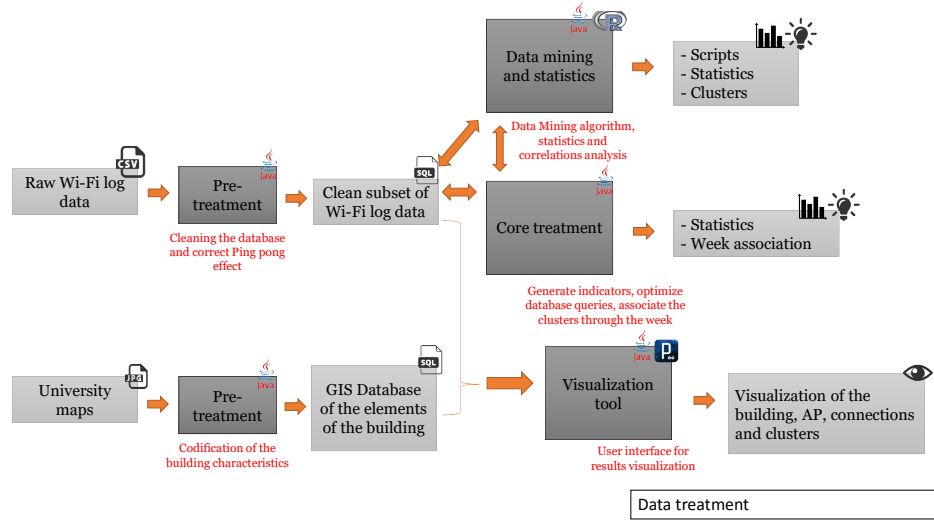 Java
Data mining
and statistics
- Scripts
- Statistics
- Clusters
Data Mining algorithm,
statistics and
correlations analysis
CSV
Raw Wi-Fi log
data
Java
Pre-
treatment
Cleaning the database
and correct Ping pong
effect
SQL
Clean subset of
Wi-Fi log data
Java
Core treatment
- Statistics
- Week association
Generate indicators, optimize
database queries, associate the
clusters through the week
JPG
University
maps
Java
Pre-
treatment
Codification of the
building characteristics
SQL
GIS Database
of the elements
of the building
Java
P
Visualization
tool
User interface for
results visualization
Visualization of the
building, AP, connections
and clusters
Data treatment